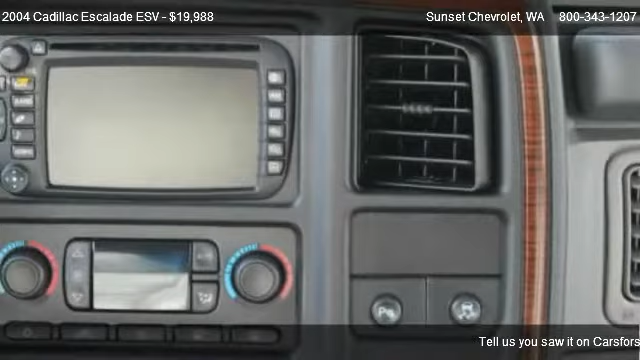 2004 Cadillac Escalade ESV - $19,988
Sunset Chevrolet, WA 800-343-1207
Tell us you saw it on Carsfors